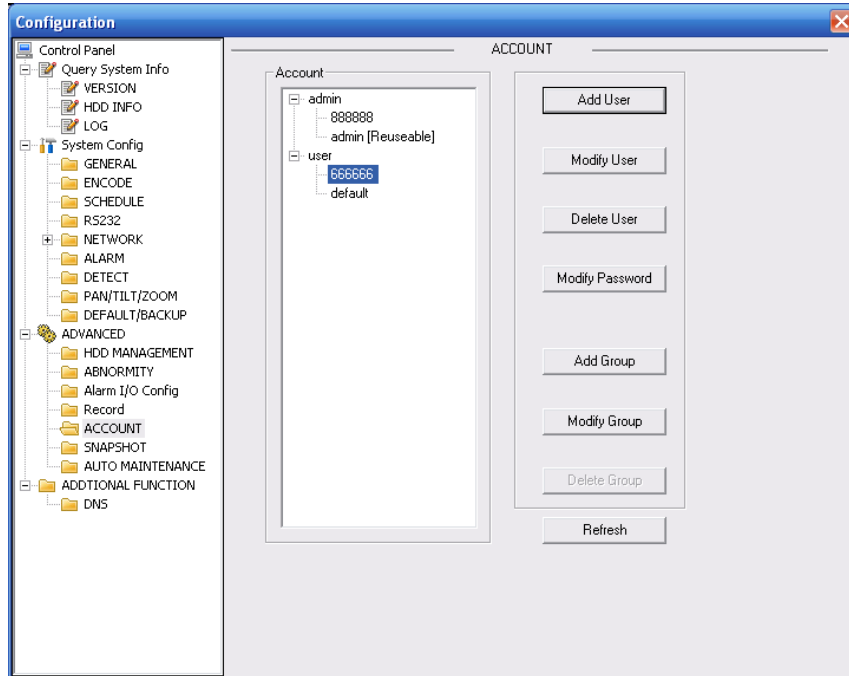 Configuration
Control Panel
Query System Info
VERSION
HDD INFO
LOG
System Config
GENERAL
ENCODE
SCHEDULE
RS232
NETWORK
ALARM
DETECT
PAN/TILT/ZOOM
DEFAULT/BACKUP
ADVANCED
HDD MANAGEMENT
ABNORMITY
Alarm I/O Config
Record
ACCOUNT
SNAPSHOT
AUTO MAINTENANCE
ADDTIONAL FUNCTION
DNS
ACCOUNT
Account
admin
888888
admin [Reuseable]
user
666666
default
Add User
Modify User
Delete User
Modify Password
Add Group
Modify Group
Delete Group
Refresh